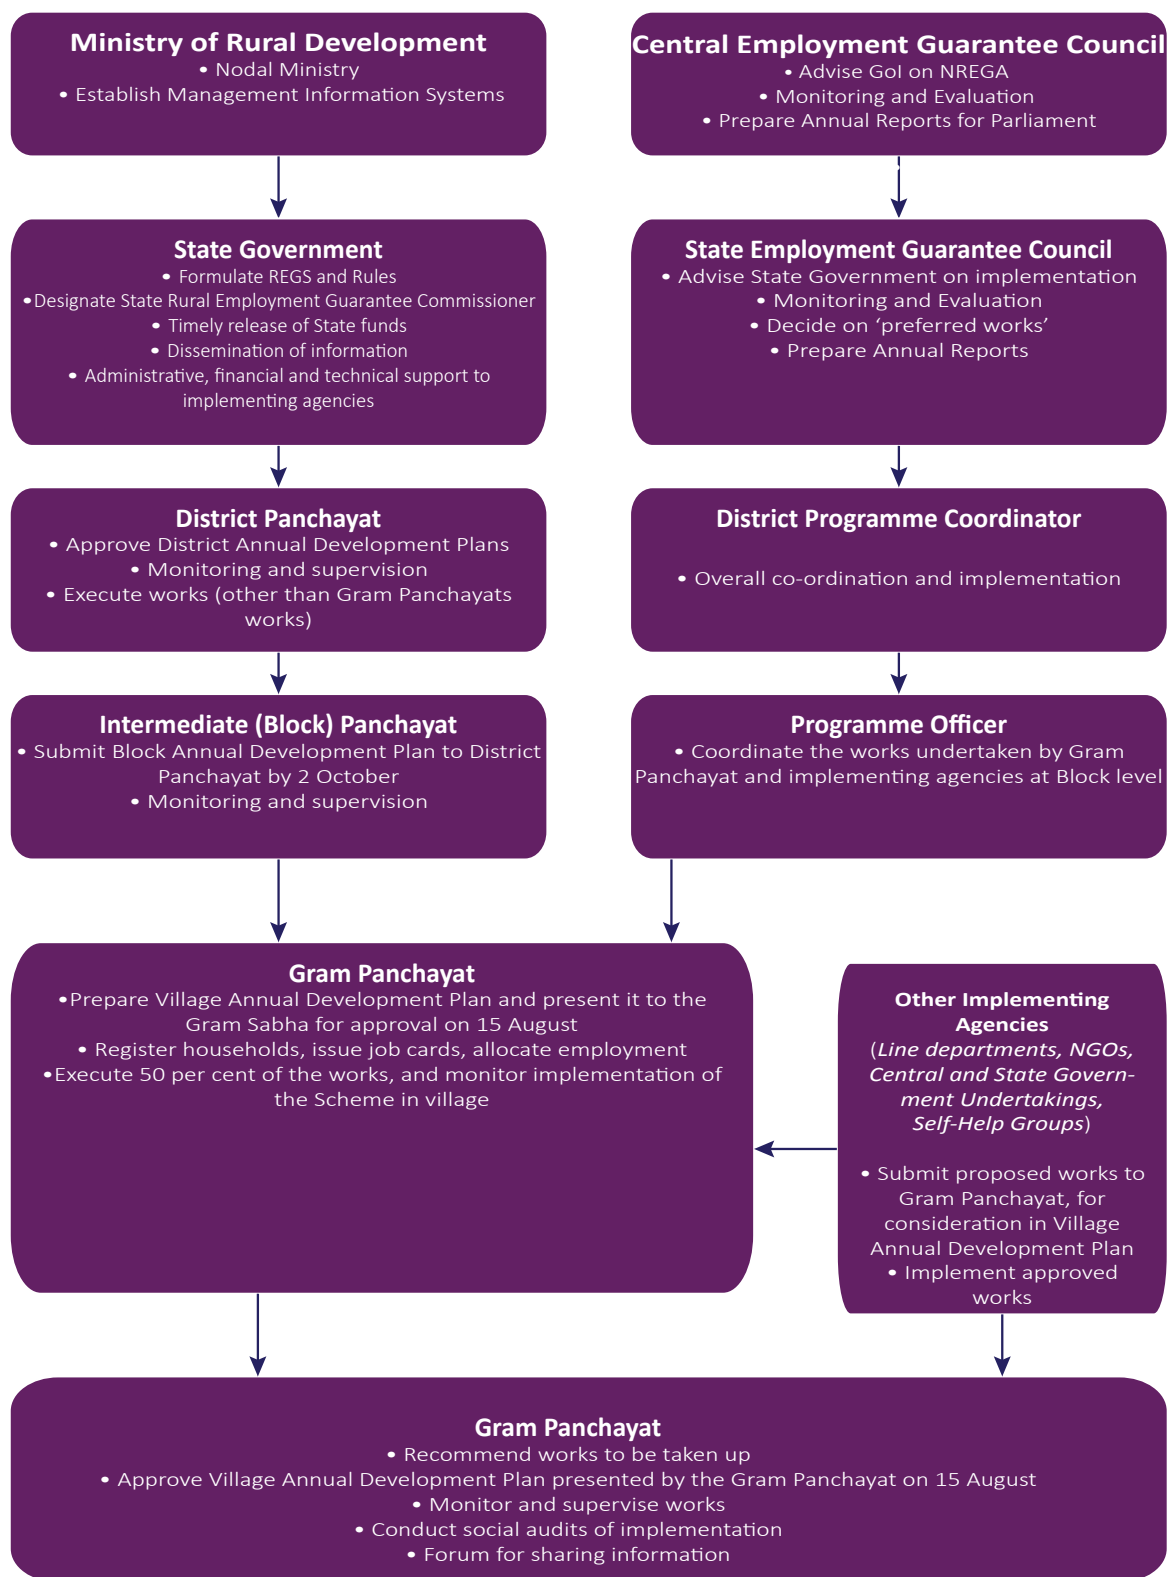 Ministry of Rural Development
• Nodal Ministry
• Establish Management Information Systems
Central Employment Guarantee Council
• Advise GoI on NREGA
• Monitoring and Evaluation
• Prepare Annual Reports for Parliament
State Government
• Formulate REGS and Rules
•Designate State Rural Employment Guarantee Commissioner
• Timely release of State funds
• Dissemination of information
• Administrative, financial and technical support to
implementing agencies
State Employment Guarantee Council
• Advise State Government on implementation
• Monitoring and Evaluation
• Decide on ‘preferred works’
• Prepare Annual Reports
District Panchayat
• Approve District Annual Development Plans
• Monitoring and supervision
• Execute works (other than Gram Panchayats
works)
District Programme Coordinator
• Overall co-ordination and implementation
Intermediate (Block) Panchayat
• Submit Block Annual Development Plan to District
Panchayat by 2 October
• Monitoring and supervision
Programme Officer
• Coordinate the works undertaken by Gram
Panchayat and implementing agencies at Block level
Gram Panchayat
•Prepare Village Annual Development Plan and present it to the
Gram Sabha for approval on 15 August
• Register households, issue job cards, allocate employment
•Execute 50 per cent of the works, and monitor implementation of
the Scheme in village
Other Implementing
Agencies
(Line departments, NGOs,
Central and State Govern-
ment Undertakings,
Self-Help Groups)
• Submit proposed works to
Gram Panchayat, for
consideration in Village
Annual Development Plan
• Implement approved
works
Gram Panchayat
• Recommend works to be taken up
• Approve Village Annual Development Plan presented by the Gram Panchayat on 15 August
• Monitor and supervise works
• Conduct social audits of implementation
• Forum for sharing information